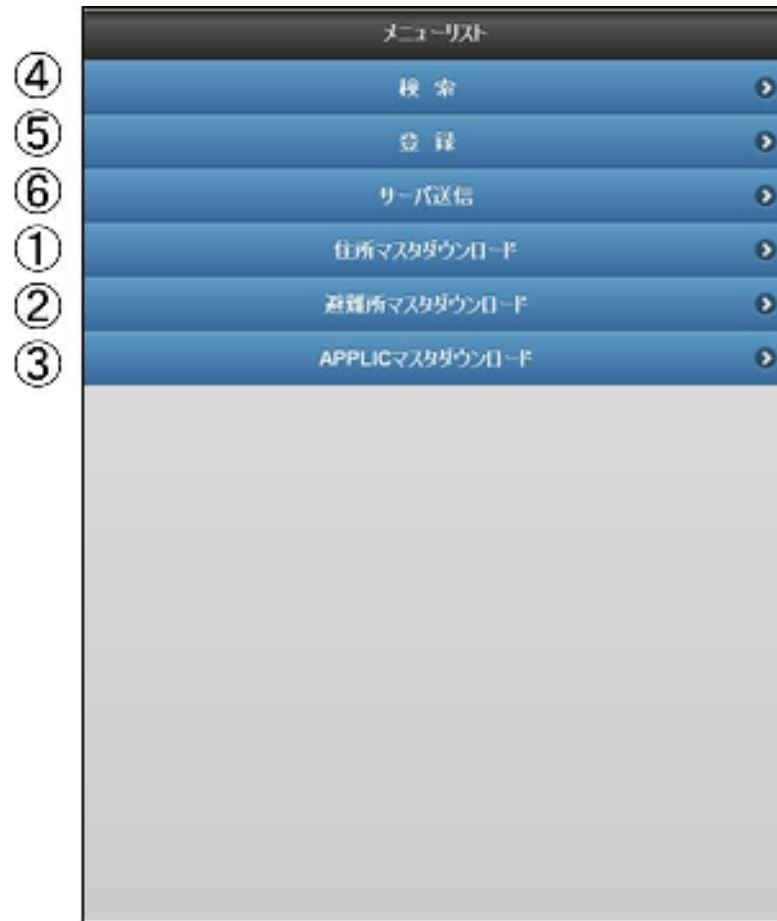 メニューリスト
④ 検 索
⑤ 登 録
⑥ サーバ送信
① 住所マスタダウンロード
② 避難所マスタダウンロード
③ APPLICマスタダウンロード